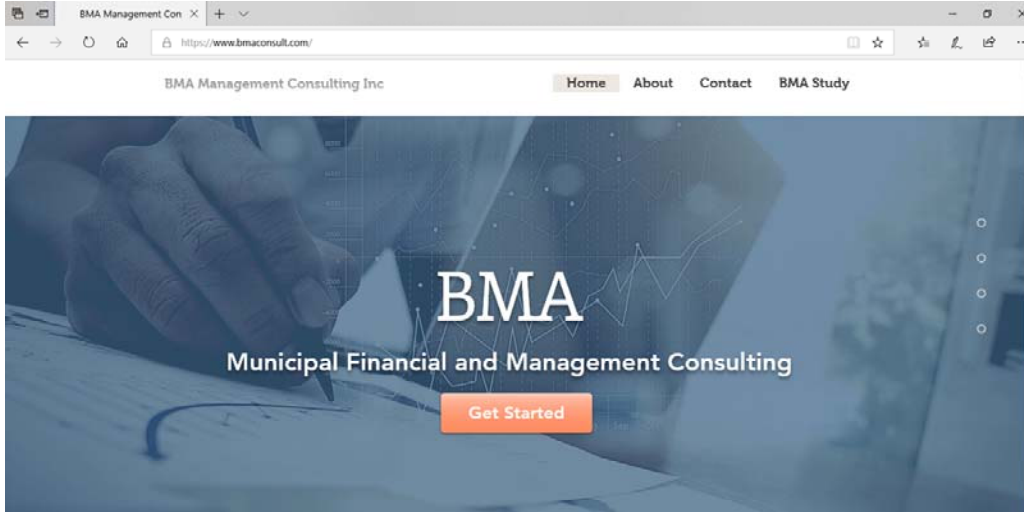 BMA Management Con
https://www.bmaconsult.com/
BMA Management Consulting Inc
Home About Contact BMA Study
BMA
Municipal Financial and Management Consulting
Get Started